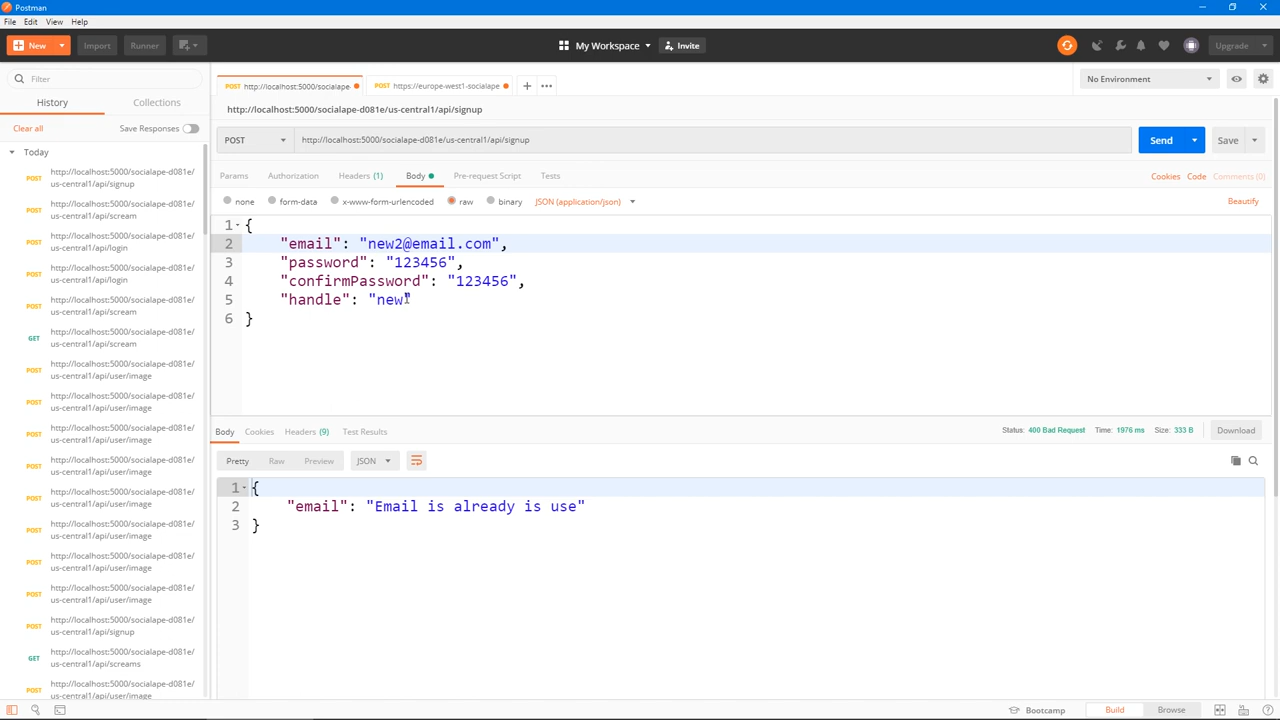 Postman
File Edit View Help
New Import Runner My Workspace Invite Upgrade
Filter
History Collections
Clear all Save Responses
Today
POST http://localhost:5000/socialape-d081e/
us-central1/api/signup
POST http://localhost:5000/socialape-d081e/
us-central1/api/scream
POST http://localhost:5000/socialape-d081e/
us-central1/api/login
POST http://localhost:5000/socialape-d081e/
us-central1/api/login
POST http://localhost:5000/socialape-d081e/
us-central1/api/scream
GET http://localhost:5000/socialape-d081e/
us-central1/api/scream
POST http://localhost:5000/socialape-d081e/
us-central1/api/user/image
POST http://localhost:5000/socialape-d081e/
us-central1/api/user/image
POST http://localhost:5000/socialape-d081e/
us-central1/api/user/image
POST http://localhost:5000/socialape-d081e/
us-central1/api/user/image
POST http://localhost:5000/socialape-d081e/
us-central1/api/user/image
POST http://localhost:5000/socialape-d081e/
us-central1/api/user/image
POST http://localhost:5000/socialape-d081e/
us-central1/api/user/image
POST http://localhost:5000/socialape-d081e/
us-central1/api/user/image
POST http://localhost:5000/socialape-d081e/
us-central1/api/signup
GET http://localhost:5000/socialape-d081e/
us-central1/api/screams
POST http://localhost:5000/socialape-d081e/
us-central1/api/user/image
POST http://localhost:5000/socialape- POST https://europe-west1-socialape No Environment
http://localhost:5000/socialape-d081e/us-central1/api/signup
POST http://localhost:5000/socialape-d081e/us-central1/api/signup Send Save
Params Authorization Headers (1) Body Pre-request Script Tests Cookies Code Comments (0)
none form-data x-www-form-urlencoded raw binary JSON (application/json) Beautify
1 {
2 "email": "new2@email.com",
3 "password": "123456",
4 "confirmPassword": "123456",
5 "handle": "new"
6 }
Body Cookies Headers (9) Test Results Status: 400 Bad Request Time: 1976 ms Size: 333 B Download
Pretty Raw Preview JSON
1 {
2 "email": "Email is already is use"
3 }
Bootcamp Build Browse